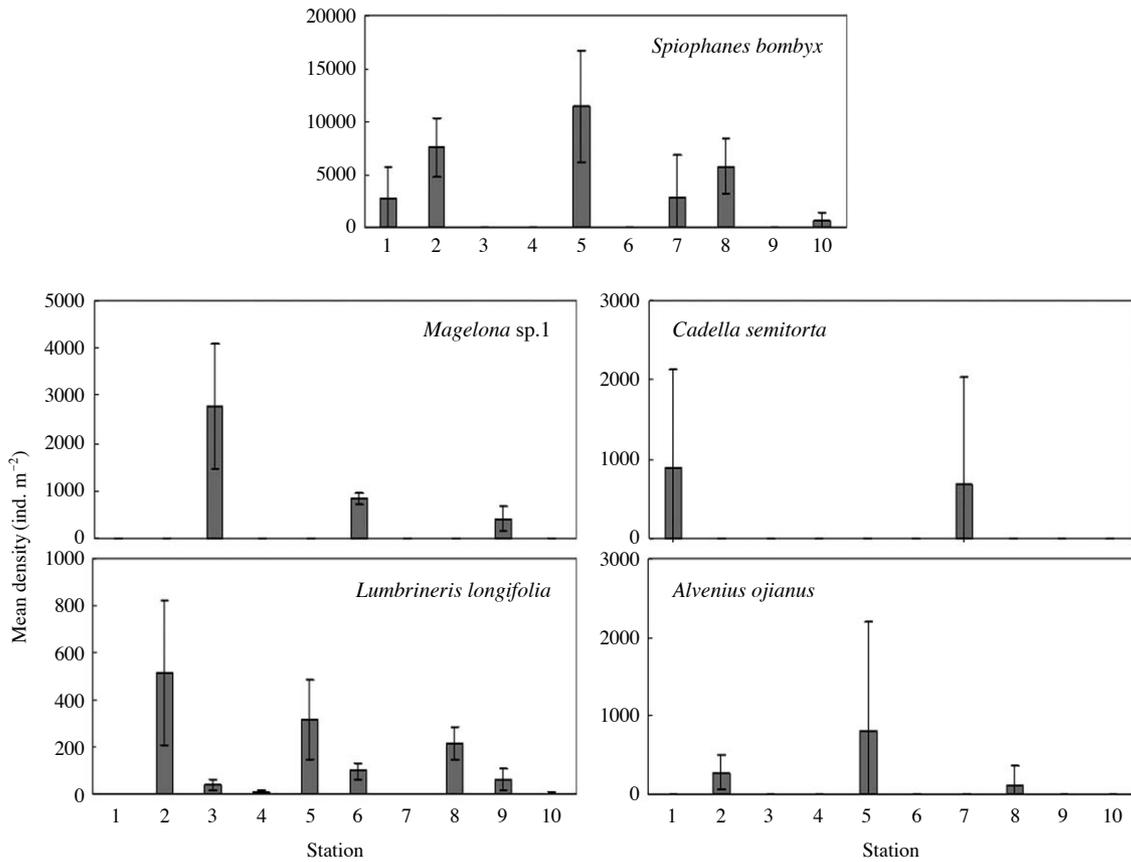 20000
Spiophanes bombyx
15000
10000
5000
0
1 2 3 4 5 6 7 8 9 10
Mean density (ind. m−2)
5000
Magelona sp.1
4000
3000
2000
1000
0
3000
Cadella semitorta
2000
1000
0
1000
Lumbrineris longifolia
800
600
400
200
0
1 2 3 4 5 6 7 8 9 10
Station
3000
Alvenius ojianus
2000
1000
0
1 2 3 4 5 6 7 8 9 10
Station